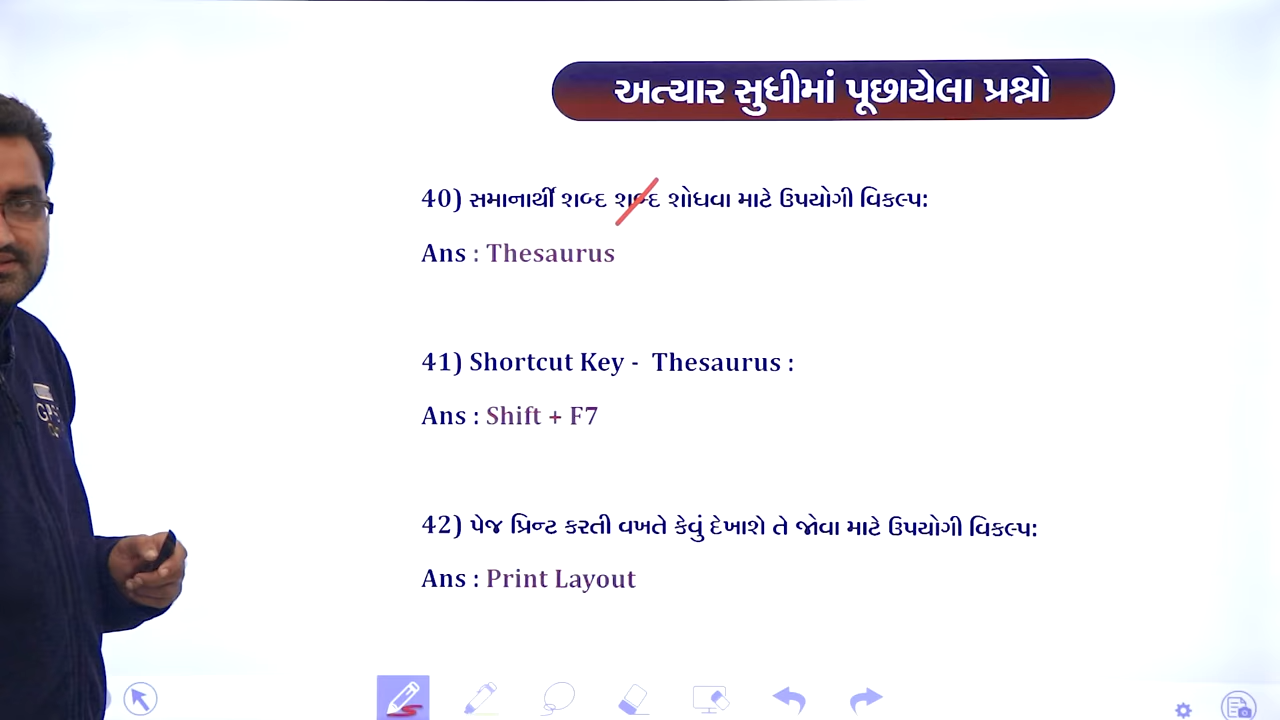 અત્યાર સુધીમાં પૂછાયેલા પ્રશ્નો
40) સમાનાર્થી શબ્દ શબ્દ શોધવા માટે ઉપયોગી વિકલ્પ:
Ans : Thesaurus
41) Shortcut Key - Thesaurus :
Ans : Shift + F7
42) પેજ પ્રિન્ટ કરતી વખતે કેવું દેખાશે તે જોવા માટે ઉપયોગી વિકલ્પ:
Ans : Print Layout